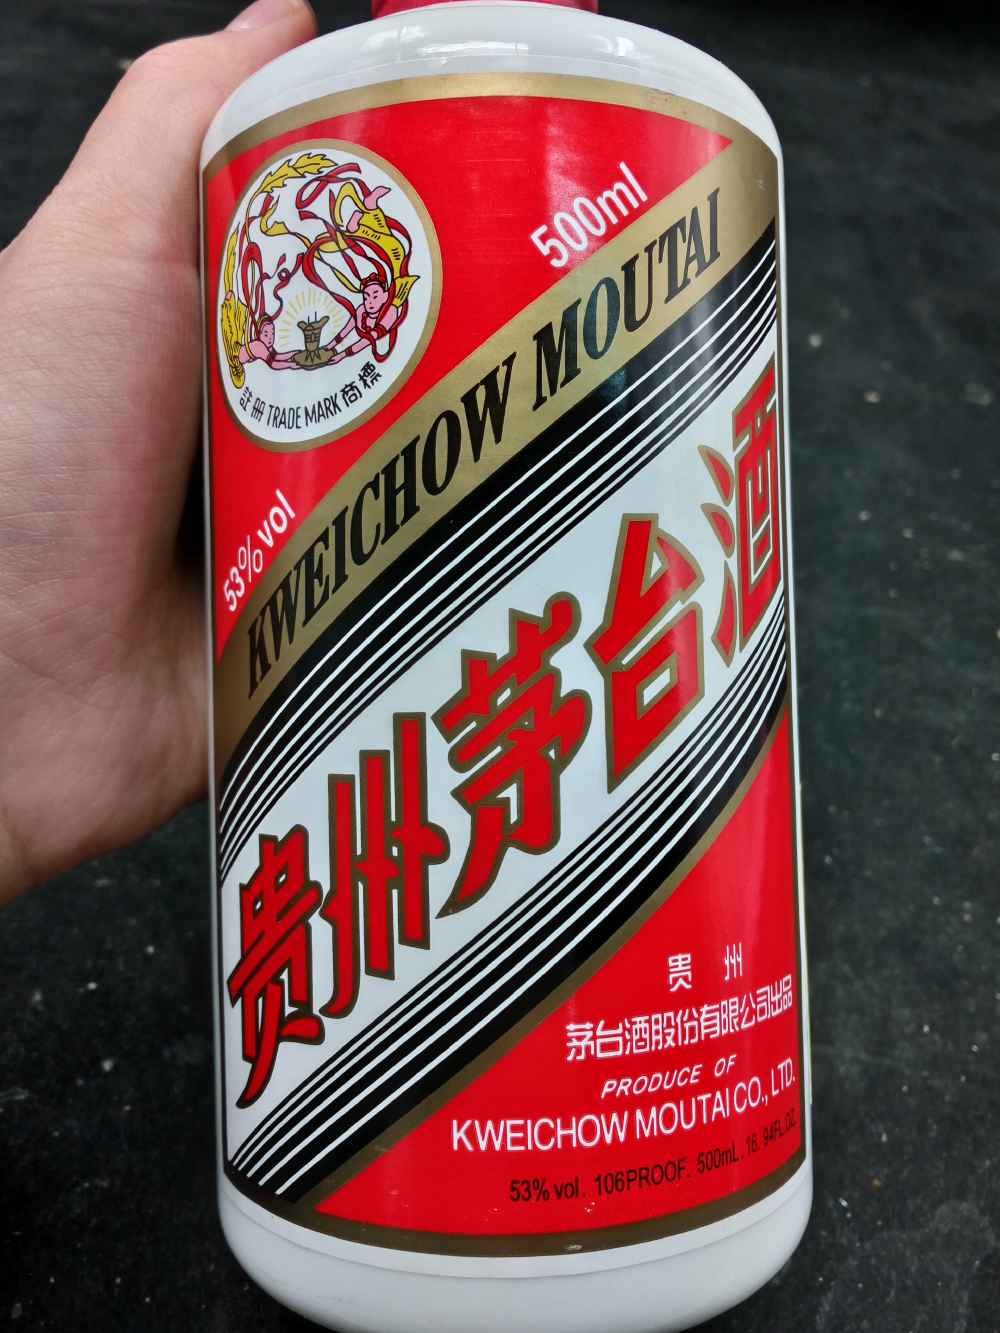 註冊 TRADE MARK 商標
500ml
53%vol
KWEICHOW MOUTAI
贵州茅台酒
贵 州
茅台酒股份有限公司出品
PRODUCE OF
KWEICHOW MOUTAI CO., LTD.
53% vol. 106PROOF. 500mL. 16. 94FL.OZ.